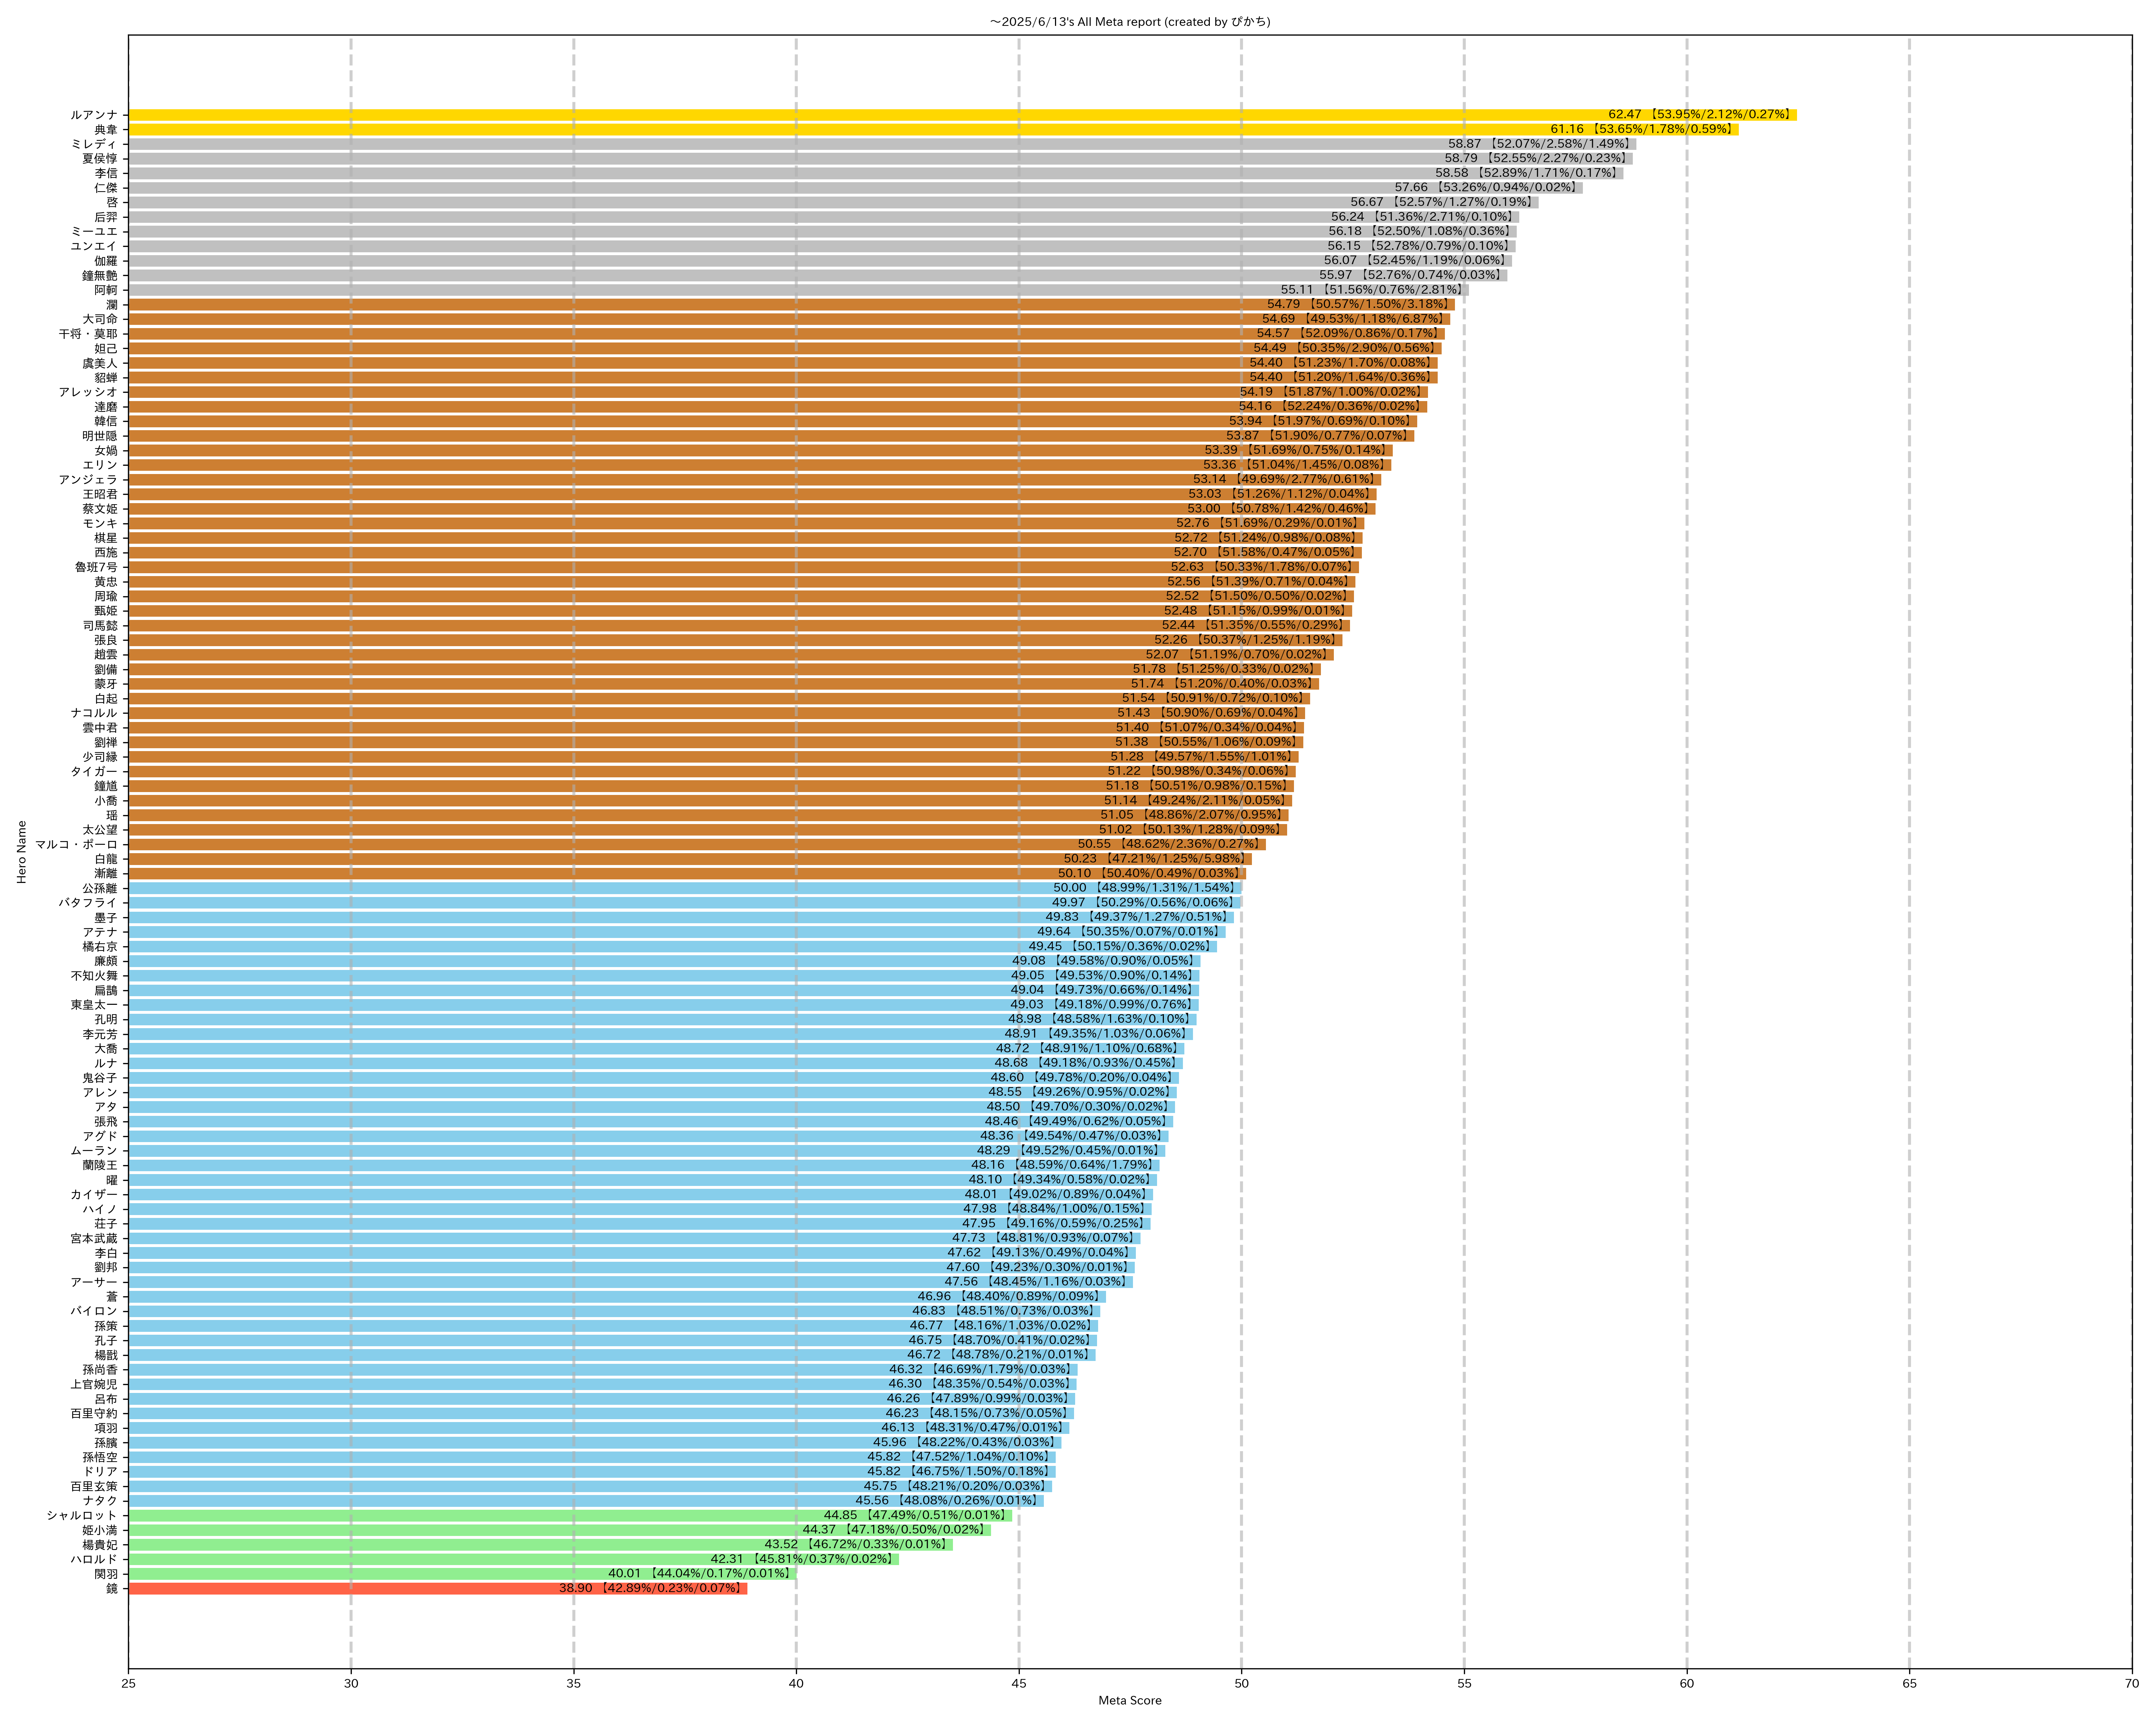 ～2025/6/13's All Meta report (created by ぴかち)
Hero Name
ルアンナ 62.47 【53.95%/2.12%/0.27%】
典韋 61.16 【53.65%/1.78%/0.59%】
ミレディ 58.87 【52.07%/2.58%/1.49%】
夏侯惇 58.79 【52.55%/2.27%/0.23%】
李信 58.58 【52.89%/1.71%/0.17%】
仁傑 57.66 【53.26%/0.94%/0.02%】
啓 56.67 【52.57%/1.27%/0.19%】
后羿 56.24 【51.36%/2.71%/0.10%】
ミーユエ 56.18 【52.50%/1.08%/0.36%】
ユンエイ 56.15 【52.78%/0.79%/0.10%】
伽羅 56.07 【52.45%/1.19%/0.06%】
鐘無艶 55.97 【52.76%/0.74%/0.03%】
阿軻 55.11 【51.56%/0.76%/2.81%】
瀾 54.79 【50.57%/1.50%/3.18%】
大司命 54.69 【49.53%/1.18%/6.87%】
干将・莫耶 54.57 【52.09%/0.86%/0.17%】
妲己 54.49 【50.35%/2.90%/0.56%】
虞美人 54.40 【51.23%/1.70%/0.08%】
貂蝉 54.40 【51.20%/1.64%/0.36%】
アレッシオ 54.19 【51.87%/1.00%/0.02%】
達磨 54.16 【52.24%/0.36%/0.02%】
韓信 53.94 【51.97%/0.69%/0.10%】
明世隠 53.87 【51.90%/0.77%/0.07%】
女媧 53.39 【51.69%/0.75%/0.14%】
エリン 53.36 【51.04%/1.45%/0.08%】
アンジェラ 53.14 【49.69%/2.77%/0.61%】
王昭君 53.03 【51.26%/1.12%/0.04%】
蔡文姫 53.00 【50.78%/1.42%/0.46%】
モンキ 52.76 【51.69%/0.29%/0.01%】
棋星 52.72 【51.24%/0.98%/0.08%】
西施 52.70 【51.58%/0.47%/0.05%】
魯班7号 52.63 【50.33%/1.78%/0.07%】
黄忠 52.56 【51.39%/0.71%/0.04%】
周瑜 52.52 【51.50%/0.50%/0.02%】
甄姫 52.48 【51.15%/0.99%/0.01%】
司馬懿 52.44 【51.35%/0.55%/0.29%】
張良 52.26 【50.37%/1.25%/1.19%】
趙雲 52.07 【51.19%/0.70%/0.02%】
劉備 51.78 【51.25%/0.33%/0.02%】
蒙牙 51.74 【51.20%/0.40%/0.03%】
白起 51.54 【50.91%/0.72%/0.10%】
ナコルル 51.43 【50.90%/0.69%/0.04%】
雲中君 51.40 【51.07%/0.34%/0.04%】
劉禅 51.38 【50.55%/1.06%/0.09%】
少司縁 51.28 【49.57%/1.55%/1.01%】
タイガー 51.22 【50.98%/0.34%/0.06%】
鐘馗 51.18 【50.51%/0.98%/0.15%】
小喬 51.14 【49.24%/2.11%/0.05%】
瑶 51.05 【48.86%/2.07%/0.95%】
太公望 51.02 【50.13%/1.28%/0.09%】
マルコ・ポーロ 50.55 【48.62%/2.36%/0.27%】
白龍 50.23 【47.21%/1.25%/5.98%】
漸離 50.10 【50.40%/0.49%/0.03%】
公孫離 50.00 【48.99%/1.31%/1.54%】
バタフライ 49.97 【50.29%/0.56%/0.06%】
墨子 49.83 【49.37%/1.27%/0.51%】
アテナ 49.64 【50.35%/0.07%/0.01%】
橘右京 49.45 【50.15%/0.36%/0.02%】
廉頗 49.08 【49.58%/0.90%/0.05%】
不知火舞 49.05 【49.53%/0.90%/0.14%】
扁鵲 49.04 【49.73%/0.66%/0.14%】
東皇太一 49.03 【49.18%/0.99%/0.76%】
孔明 48.98 【48.58%/1.63%/0.10%】
李元芳 48.91 【49.35%/1.03%/0.06%】
大喬 48.72 【48.91%/1.10%/0.68%】
ルナ 48.68 【49.18%/0.93%/0.45%】
鬼谷子 48.60 【49.78%/0.20%/0.04%】
アレン 48.55 【49.26%/0.95%/0.02%】
アタ 48.50 【49.70%/0.30%/0.02%】
張飛 48.46 【49.49%/0.62%/0.05%】
アグド 48.36 【49.54%/0.47%/0.03%】
ムーラン 48.29 【49.52%/0.45%/0.01%】
蘭陵王 48.16 【48.59%/0.64%/1.79%】
曜 48.10 【49.34%/0.58%/0.02%】
カイザー 48.01 【49.02%/0.89%/0.04%】
ハイノ 47.98 【48.84%/1.00%/0.15%】
荘子 47.95 【49.16%/0.59%/0.25%】
宮本武蔵 47.73 【48.81%/0.93%/0.07%】
李白 47.62 【49.13%/0.49%/0.04%】
劉邦 47.60 【49.23%/0.30%/0.01%】
アーサー 47.56 【48.45%/1.16%/0.03%】
蒼 46.96 【48.40%/0.89%/0.09%】
バイロン 46.83 【48.51%/0.73%/0.03%】
孫策 46.77 【48.16%/1.03%/0.02%】
孔子 46.75 【48.70%/0.41%/0.02%】
楊戩 46.72 【48.78%/0.21%/0.01%】
孫尚香 46.32 【46.69%/1.79%/0.03%】
上官婉児 46.30 【48.35%/0.54%/0.03%】
呂布 46.26 【47.89%/0.99%/0.03%】
百里守約 46.23 【48.15%/0.73%/0.05%】
項羽 46.13 【48.31%/0.47%/0.01%】
孫臏 45.96 【48.22%/0.43%/0.03%】
孫悟空 45.82 【47.52%/1.04%/0.10%】
ドリア 45.82 【46.75%/1.50%/0.18%】
百里玄策 45.75 【48.21%/0.20%/0.03%】
ナタク 45.56 【48.08%/0.26%/0.01%】
シャルロット 44.85 【47.49%/0.51%/0.01%】
姫小満 44.37 【47.18%/0.50%/0.02%】
楊貴妃 43.52 【46.72%/0.33%/0.01%】
ハロルド 42.31 【45.81%/0.37%/0.02%】
関羽 40.01 【44.04%/0.17%/0.01%】
鏡 38.90 【42.89%/0.23%/0.07%】
25 30 35 40 45 50 55 60 65 70
Meta Score